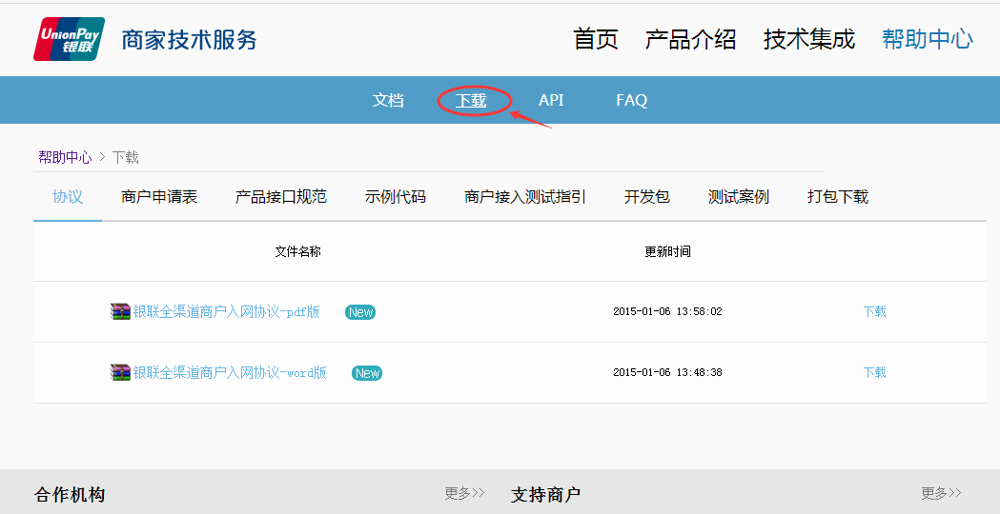 UnionPay 银联 商家技术服务 首页 产品介绍 技术集成 帮助中心
文档 下载 API FAQ
帮助中心 > 下载
协议 商户申请表 产品接口规范 示例代码 商户接入测试指引 开发包 测试案例 打包下载
文件名称 更新时间
银联全渠道商户入网协议-pdf版 New 2015-01-06 13:58:02 下载
银联全渠道商户入网协议-word版 New 2015-01-06 13:48:38 下载
合作机构 更多>> 支持商户 更多>>